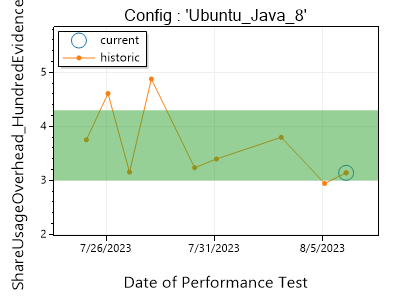 Config : 'Ubuntu_Java_8'
current
historic
ShareUsageOverhead_HundredEvidence
5
4
3
2
7/26/2023
7/31/2023
8/5/2023
Date of Performance Test